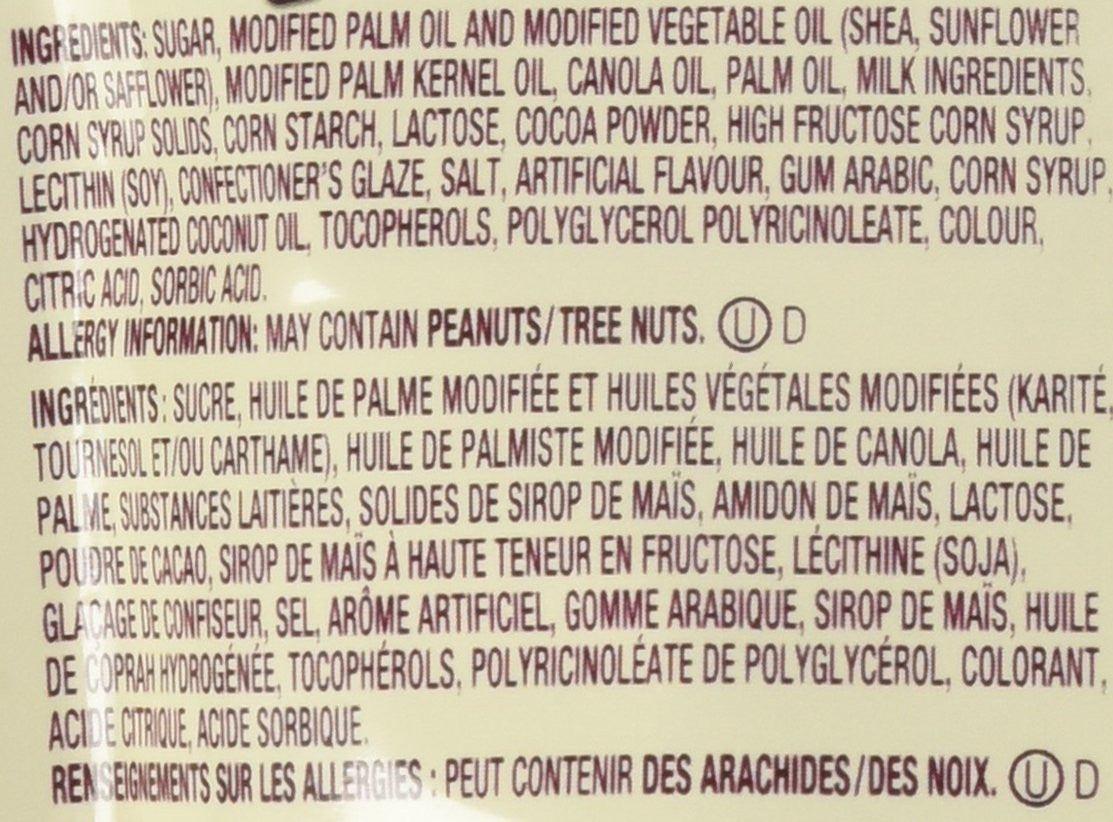 INGREDIENTS: SUGAR, MODIFIED PALM OIL AND MODIFIED VEGETABLE OIL (SHEA, SUNFLOWER
AND/OR SAFFLOWER), MODIFIED PALM KERNEL OIL, CANOLA OIL, PALM OIL, MILK INGREDIENTS,
CORN SYRUP SOLIDS, CORN STARCH, LACTOSE, COCOA POWDER, HIGH FRUCTOSE CORN SYRUP,
LECITHIN (SOY), CONFECTIONER'S GLAZE, SALT, ARTIFICIAL FLAVOUR, GUM ARABIC, CORN SYRUP,
HYDROGENATED COCONUT OIL, TOCOPHEROLS, POLYGLYCEROL POLYRICINOLEATE, COLOUR,
CITRIC ACID, SORBIC ACID.
ALLERGY INFORMATION: MAY CONTAIN PEANUTS/TREE NUTS. Ⓤ D
INGRÉDIENTS : SUCRE, HUILE DE PALME MODIFIÉE ET HUILES VÉGÉTALES MODIFIÉES (KARITÉ,
TOURNESOL ET/OU CARTHAME), HUILE DE PALMISTE MODIFIÉE, HUILE DE CANOLA, HUILE DE
PALME, SUBSTANCES LAITIÈRES, SOLIDES DE SIROP DE MAÏS, AMIDON DE MAÏS, LACTOSE,
POUDRE DE CACAO, SIROP DE MAÏS À HAUTE TENEUR EN FRUCTOSE, LÉCITHINE (SOJA),
GLAÇAGE DE CONFISEUR, SEL, ARÔME ARTIFICIEL, GOMME ARABIQUE, SIROP DE MAÏS, HUILE
DE COPRAH HYDROGÉNÉE, TOCOPHÉROLS, POLYRICINOLÉATE DE POLYGLYCÉROL, COLORANT,
ACIDE CITRIQUE, ACIDE SORBIQUE.
RENSEIGNEMENTS SUR LES ALLERGIES : PEUT CONTENIR DES ARACHIDES/DES NOIX. Ⓤ D